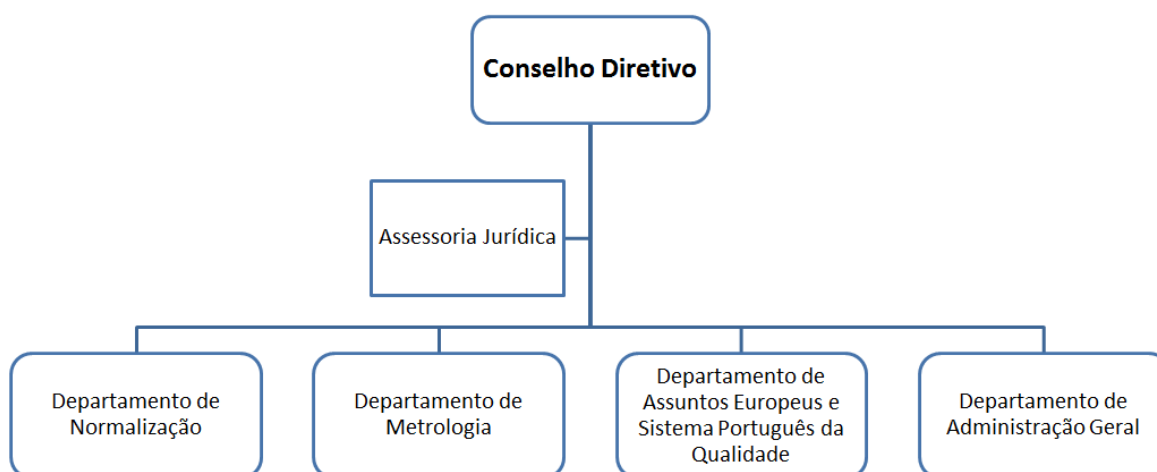 Conselho Diretivo
Assessoria Jurídica
Departamento de
Normalização
Departamento de
Metrologia
Departamento de
Assuntos Europeus e
Sistema Português da
Qualidade
Departamento de
Administração Geral